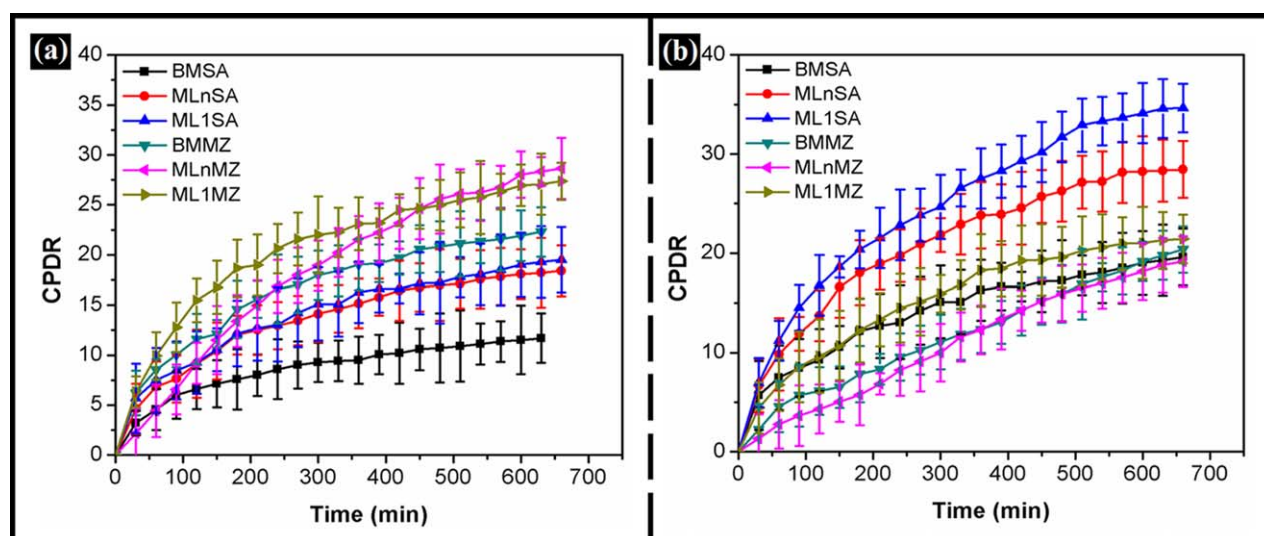 (a)
CPDR
40
35
30
25
20
15
10
5
0
BMSA
MLnSA
ML1SA
BMMZ
MLnMZ
ML1MZ
0 100 200 300 400 500 600 700
Time (min)
(b)
CPDR
40
30
20
10
0
BMSA
MLnSA
ML1SA
BMMZ
MLnMZ
ML1MZ
0 100 200 300 400 500 600 700
Time (min)